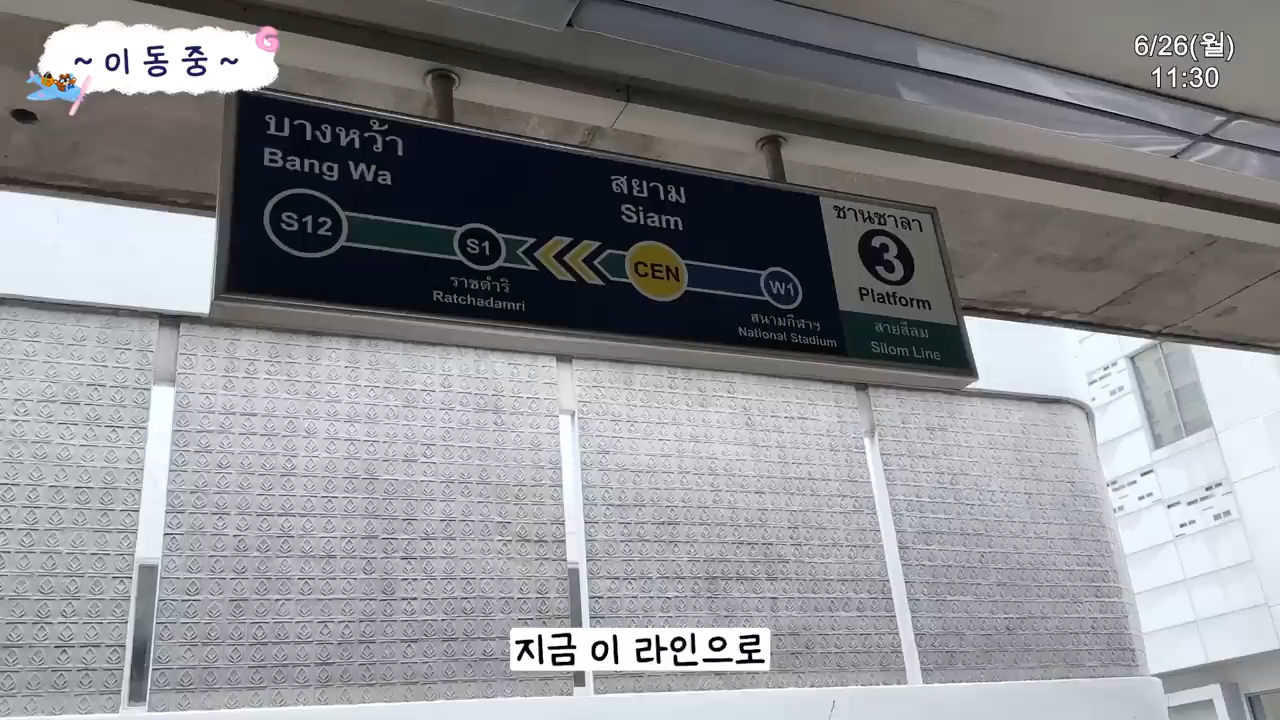 ~이동중~
6/26(월)
11:30
บางหว้า
Bang Wa
S12
S1
ราชดำริ
Ratchadamri
สยาม
Siam
CEN
W1
สนามกีฬาฯ
National Stadium
ชานชาลา
3
Platform
สายสีลม
Silom Line
지금 이 라인으로